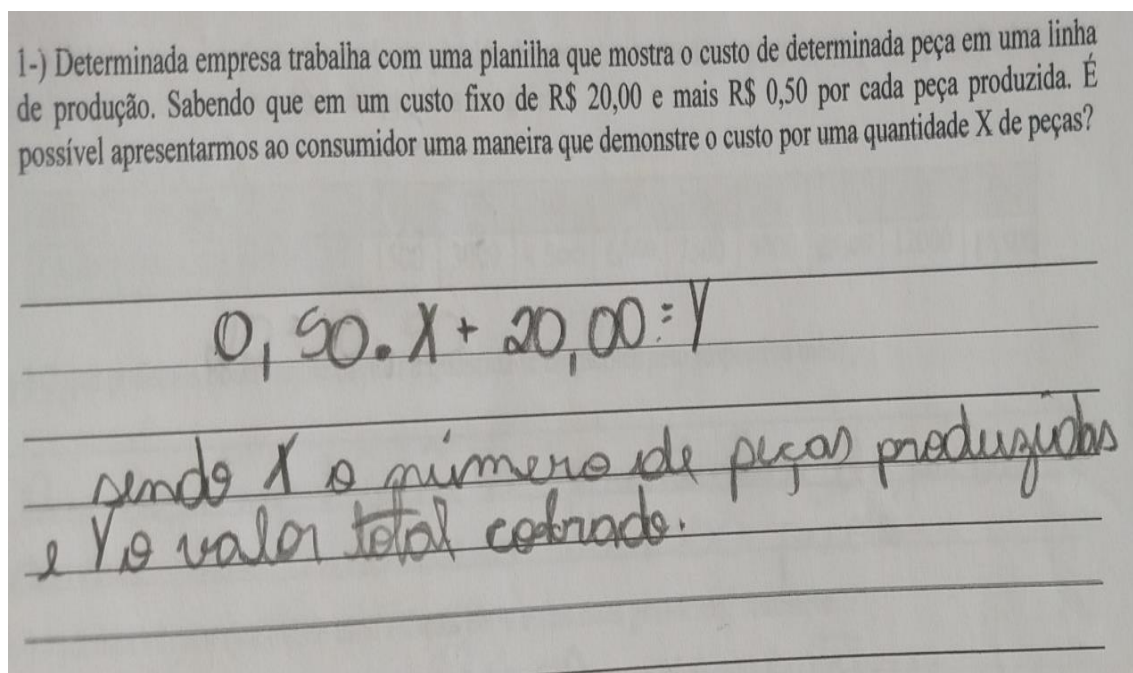 1-) Determinada empresa trabalha com uma planilha que mostra o custo de determinada peça em uma linha
de produção. Sabendo que em um custo fixo de R$ 20,00 e mais R$ 0,50 por cada peça produzida. É
possível apresentarmos ao consumidor uma maneira que demonstre o custo por uma quantidade X de peças?
0,50.X + 20,00 = Y
sendo X o número de peças produzidas
e Y o valor total cobrado.